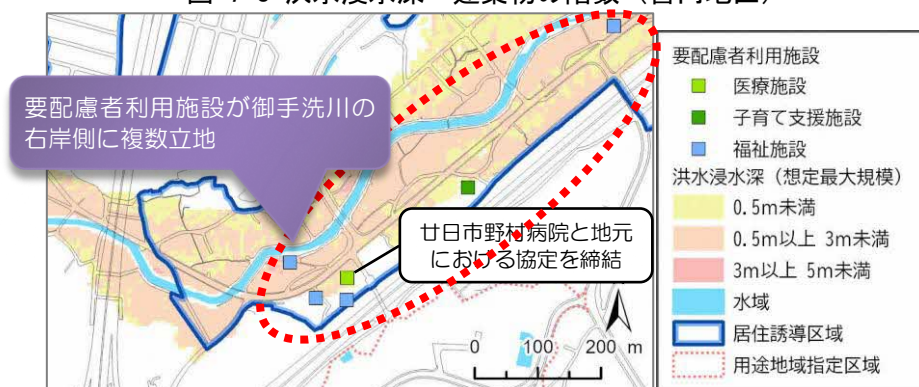 要配慮者利用施設が御手洗川の
右岸側に複数立地
廿日市野村病院と地元
における協定を締結
0 100 200 m
要配慮者利用施設
医療施設
子育て支援施設
福祉施設
洪水浸水深（想定最大規模）
0.5m未満
0.5m以上 3m未満
3m以上 5m未満
水域
居住誘導区域
用途地域指定区域